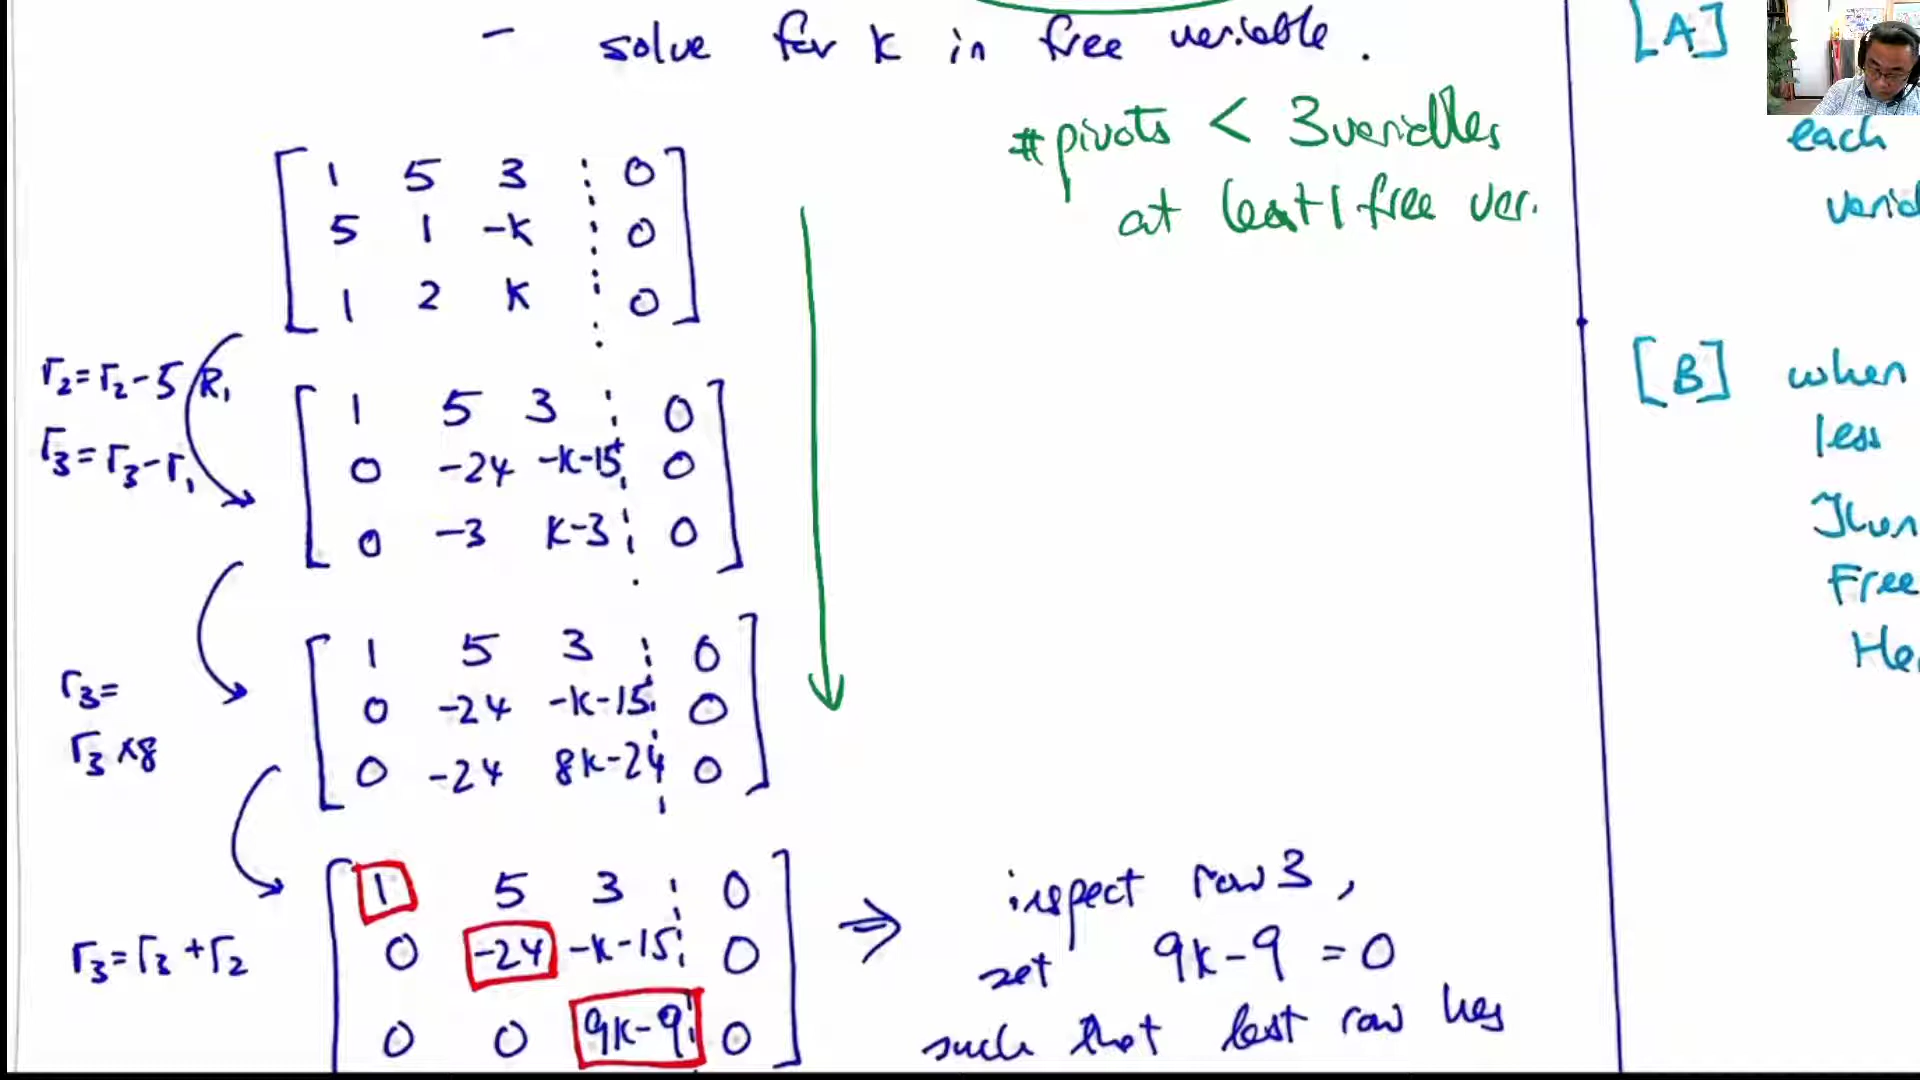 - solve for k in free variable.
#pivots < 3 variables
at least 1 free var.
1 5 3 0
5 1 -k 0
1 2 k 0
r2=r2-5R1
r3=r3-r1
1 5 3 0
0 -24 -k-15 0
0 -3 k-3 0
r3=
r3 x8
1 5 3 0
0 -24 -k-15 0
0 -24 8k-24 0
r3=r3+r2
1 5 3 0
0 -24 -k-15 0
0 0 9k-9 0
⇒ inspect row 3,
set 9k-9 = 0
such that last row has
[A]
each
[B] when
less
Free